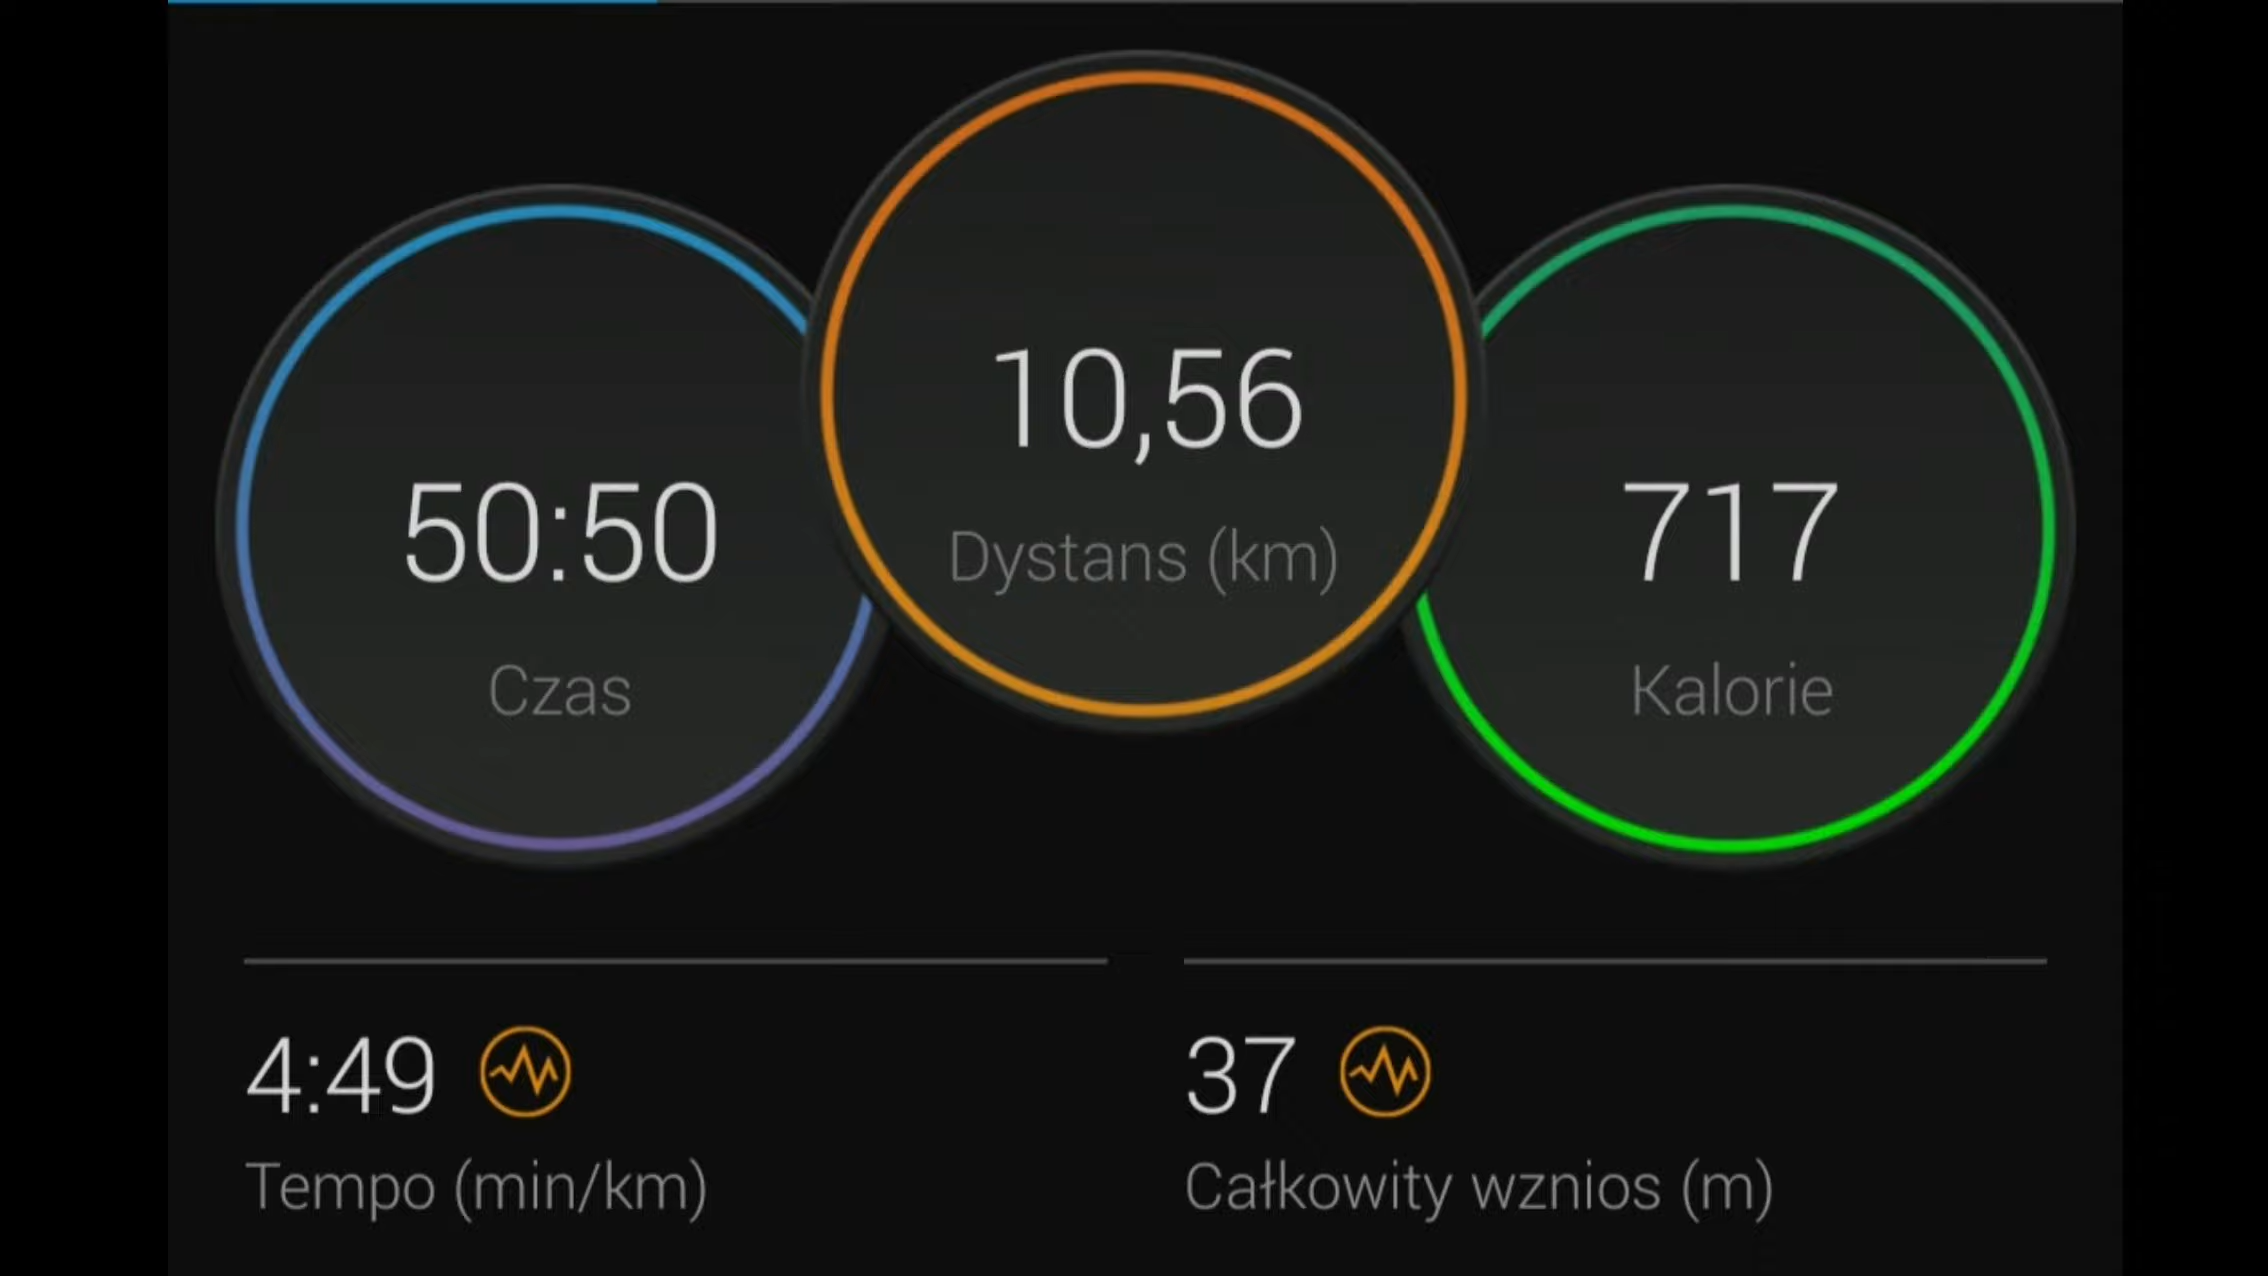 10,56
Dystans (km)
50:50
Czas
717
Kalorie
4:49
Tempo (min/km)
37
Całkowity wznios (m)